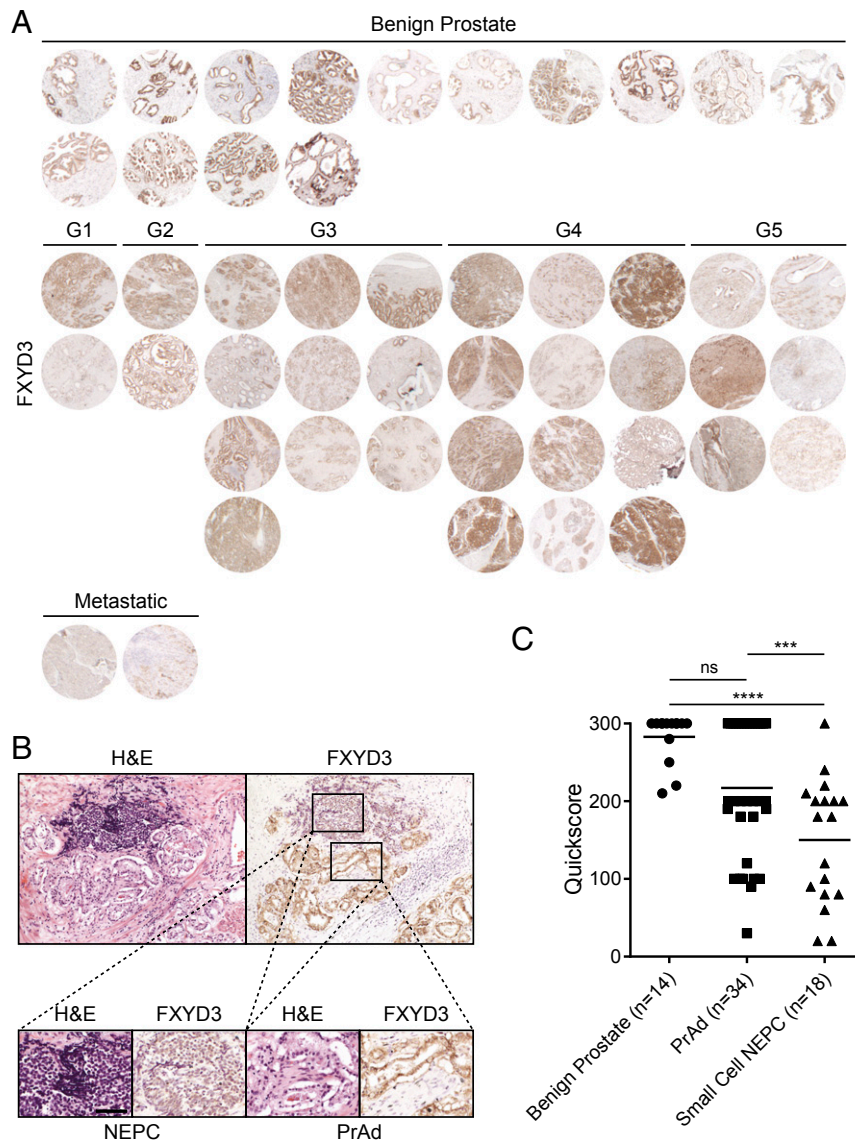 A
Benign Prostate
G1 G2 G3 G4 G5
FXYD3
Metastatic
B
H&E FXYD3
H&E FXYD3 H&E FXYD3
NEPC PrAd
C
***
ns
****
300
200
100
0
Quickscore
Benign Prostate (n=14)
PrAd (n=34)
Small Cell NEPC (n=18)